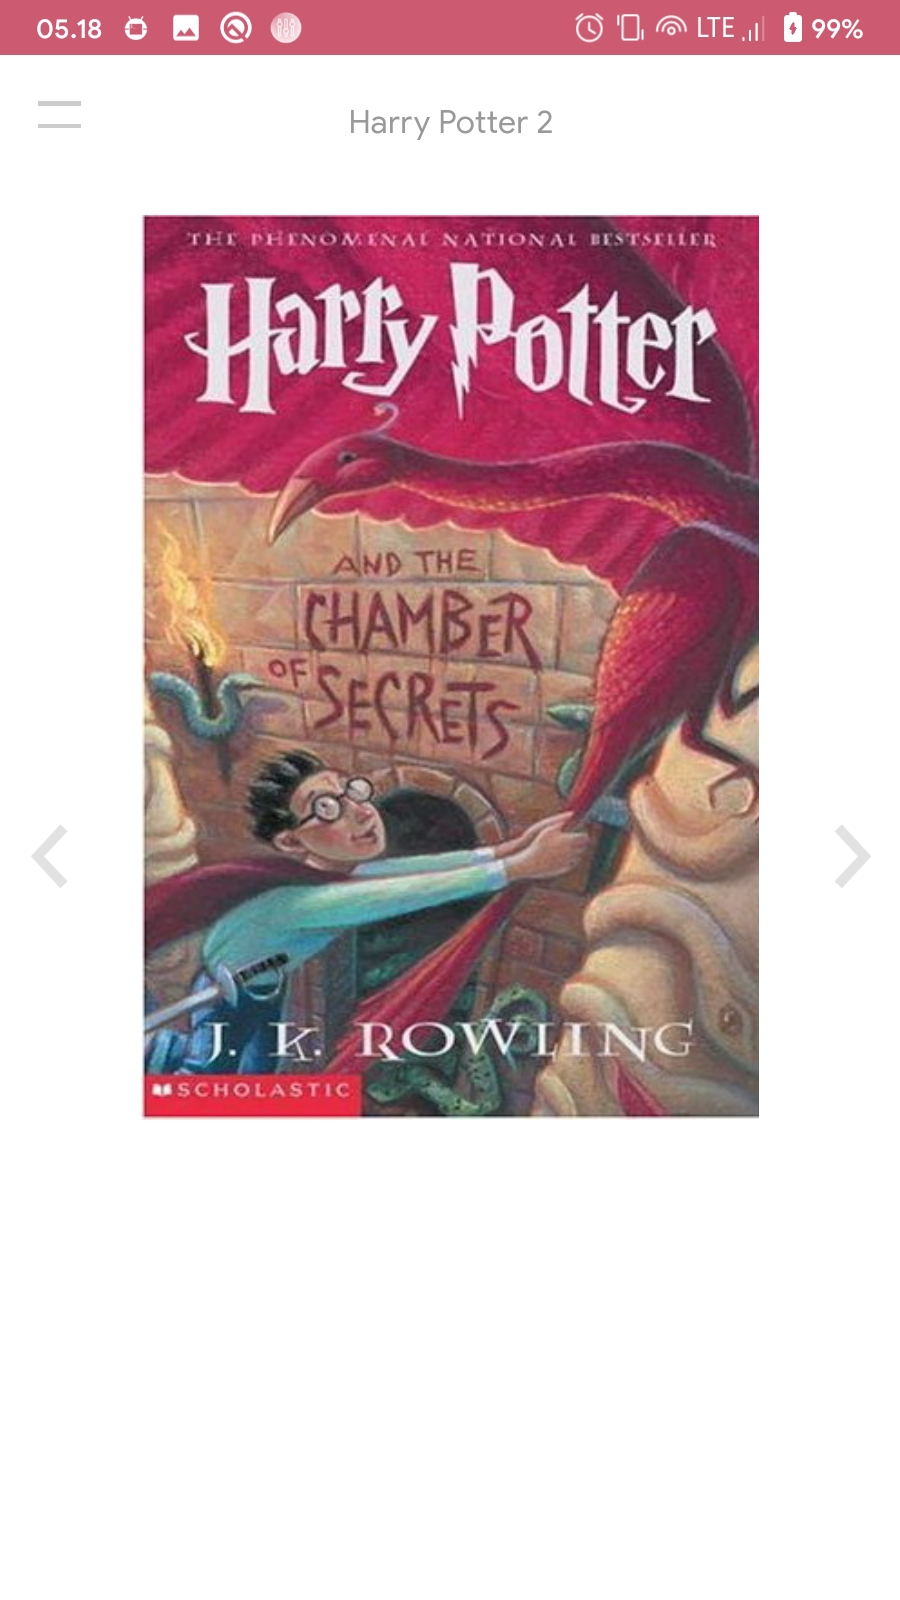 05.18 LTE 99%
Harry Potter 2
THE PHENOMENAL NATIONAL BESTSELLER
Harry Potter
AND THE
CHAMBER
OF SECRETS
J. K. ROWLING
SCHOLASTIC